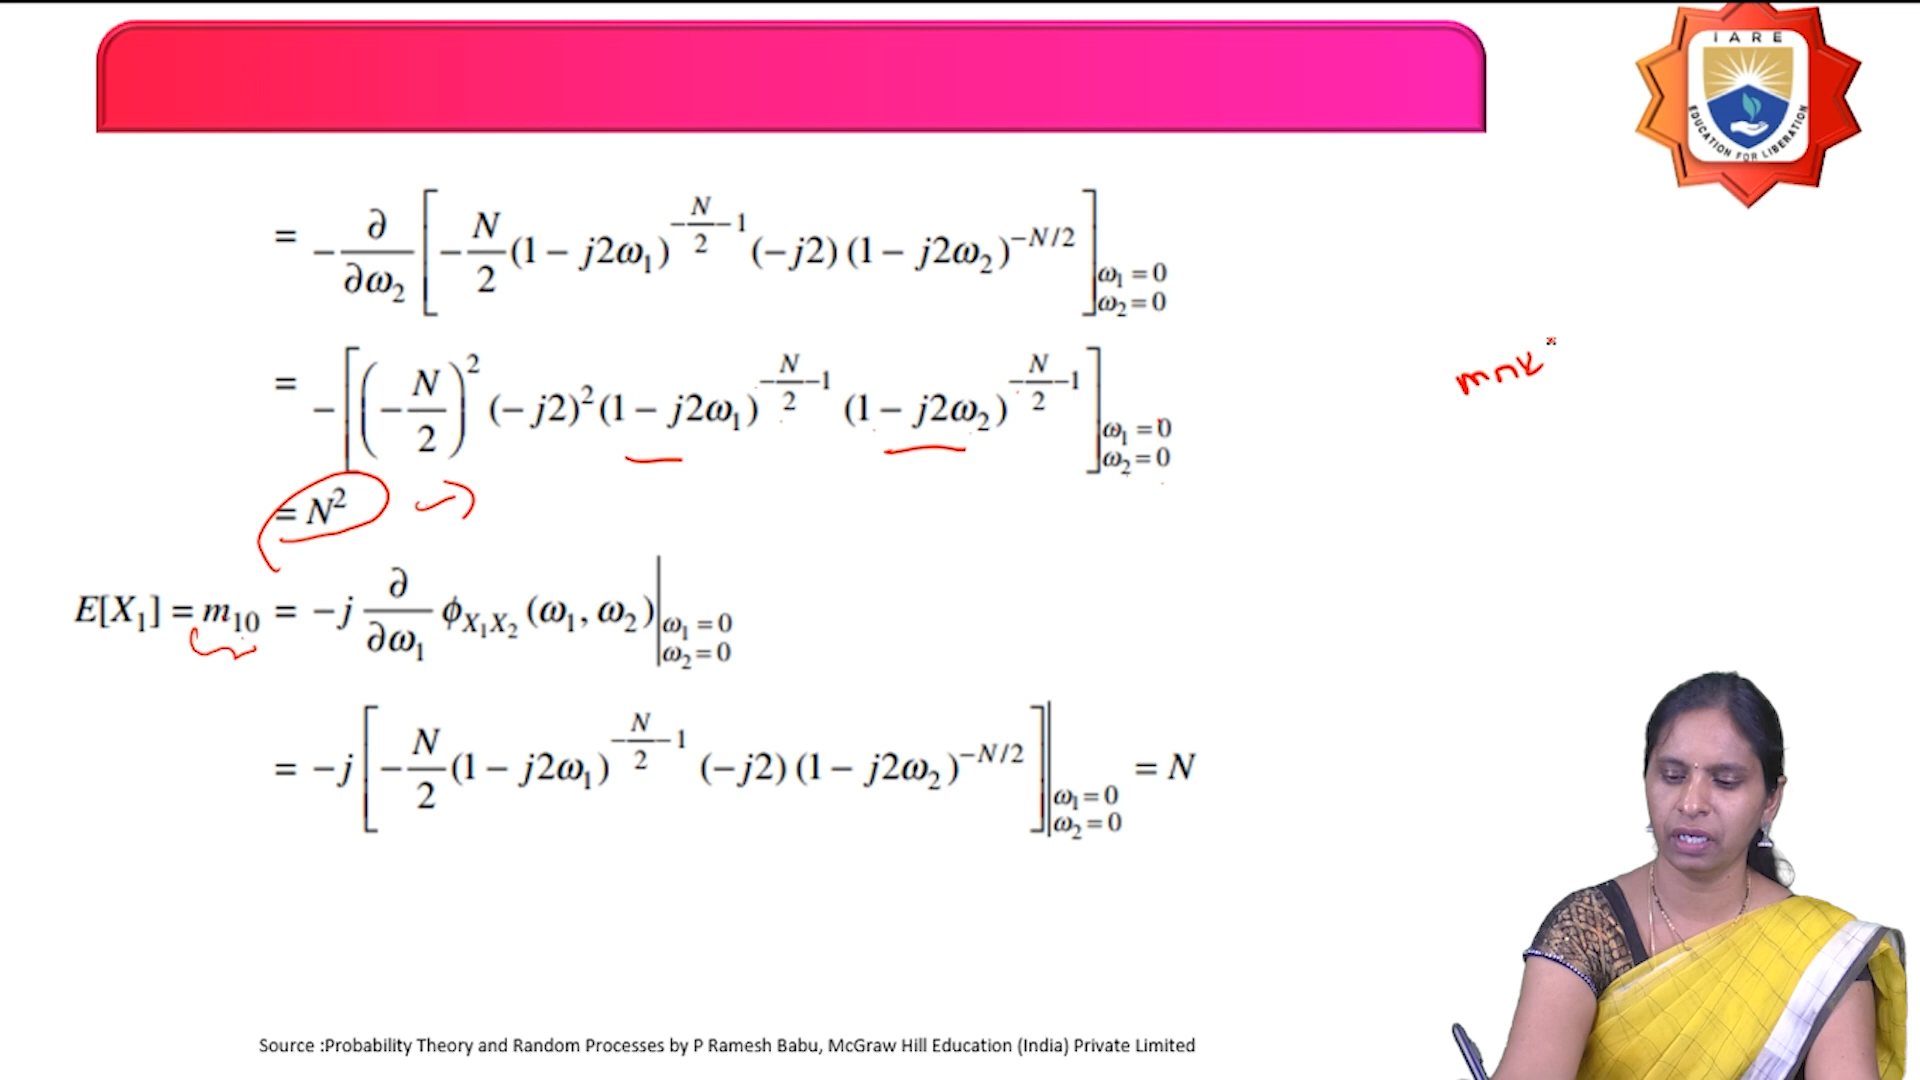 IARE
EDUCATION FOR LIBERATION
= -∂/∂ω₂ [ -N/2 (1 - j2ω₁)^(-N/2 - 1) (-j2) (1 - j2ω₂)^(-N/2) ] ω₁ = 0 ω₂ = 0
= -[ (-N/2)² (-j2)² (1 - j2ω₁)^(-N/2 - 1) (1 - j2ω₂)^(-N/2 - 1) ] ω₁ = 0 ω₂ = 0
mnk
= N²
E[X₁] = m₁₀ = -j ∂/∂ω₁ ϕ_X₁X₂ (ω₁, ω₂)| ω₁ = 0 ω₂ = 0
= -j[ -N/2 (1 - j2ω₁)^(-N/2 - 1) (-j2) (1 - j2ω₂)^(-N/2) ]| ω₁ = 0 ω₂ = 0 = N
Source :Probability Theory and Random Processes by P Ramesh Babu, McGraw Hill Education (India) Private Limited